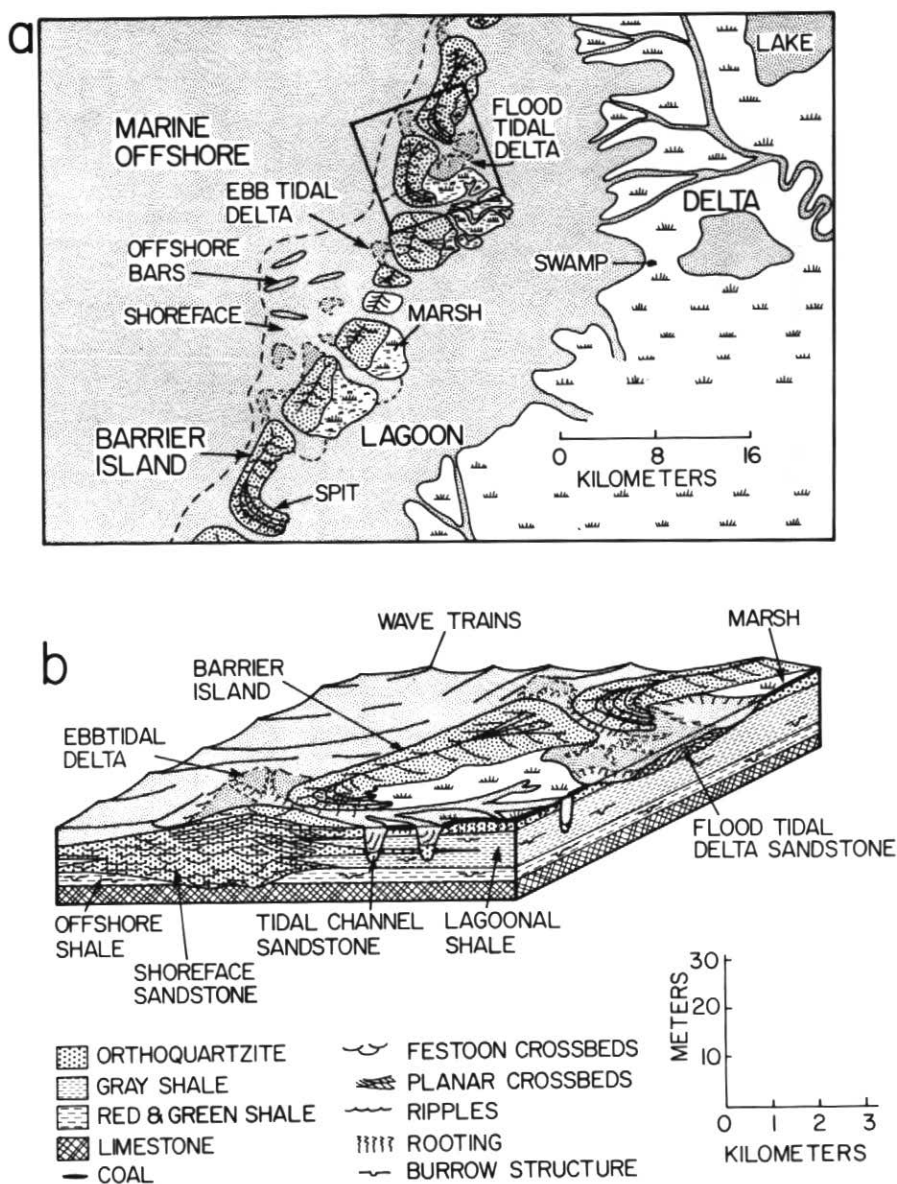 a
LAKE
MARINE
OFFSHORE
FLOOD
TIDAL
DELTA
EBB TIDAL
DELTA
DELTA
OFFSHORE
BARS
SWAMP
SHOREFACE
MARSH
BARRIER
ISLAND
LAGOON
SPIT
0 8 16
KILOMETERS
b
WAVE TRAINS
MARSH
BARRIER
ISLAND
EBBTIDAL
DELTA
FLOOD TIDAL
DELTA SANDSTONE
OFFSHORE
SHALE
TIDAL CHANNEL
SANDSTONE
LAGOONAL
SHALE
SHOREFACE
SANDSTONE
ORTHOQUARTZITE
GRAY SHALE
RED & GREEN SHALE
LIMESTONE
COAL
FESTOON CROSSBEDS
PLANAR CROSSBEDS
RIPPLES
ROOTING
BURROW STRUCTURE
METERS
30
20
10
0 1 2 3
KILOMETERS